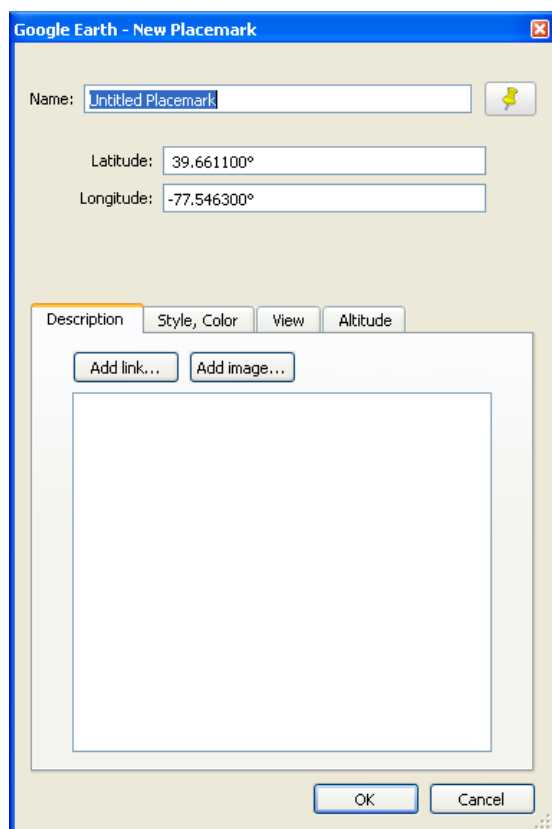 Google Earth - New Placemark
Name: Untitled Placemark
Latitude: 39.661100°
Longitude: -77.546300°
Description Style, Color View Altitude
Add link... Add image...
OK Cancel